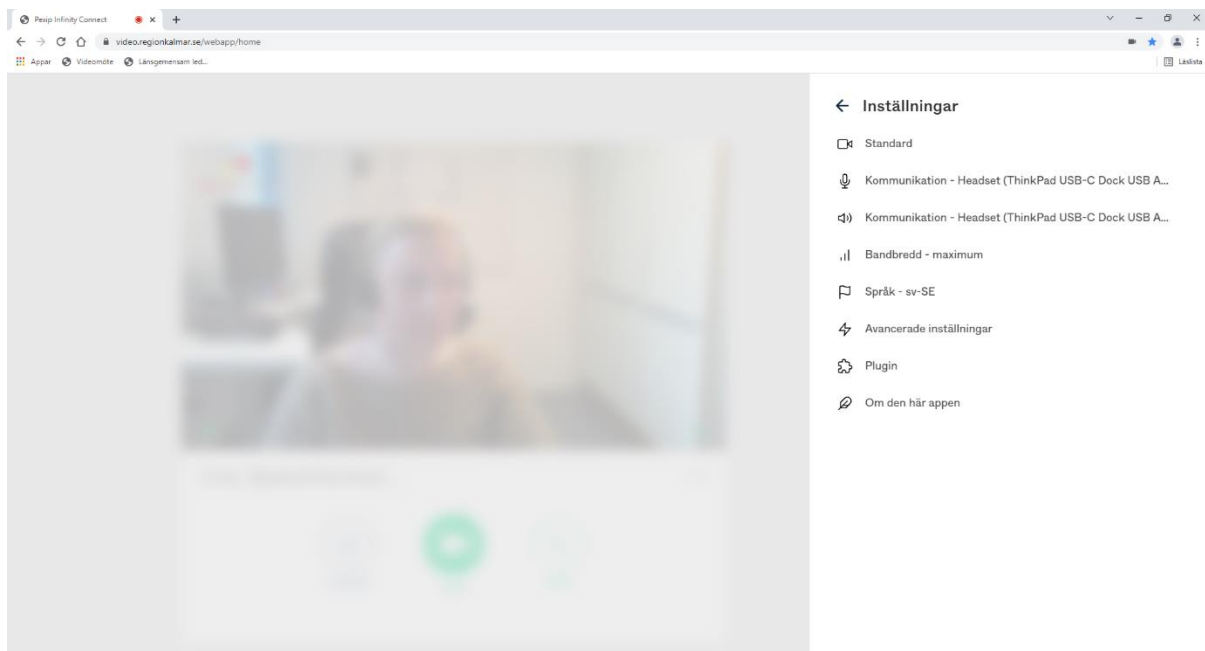 Pexip Infinity Connect
video.regionkalmar.se/webapp/home
Appar Videomöte Länsgemensam led... Läslista
Inställningar
Standard
Kommunikation - Headset (ThinkPad USB-C Dock USB A...
Kommunikation - Headset (ThinkPad USB-C Dock USB A...
Bandbredd - maximum
Språk - sv-SE
Avancerade inställningar
Plugin
Om den här appen